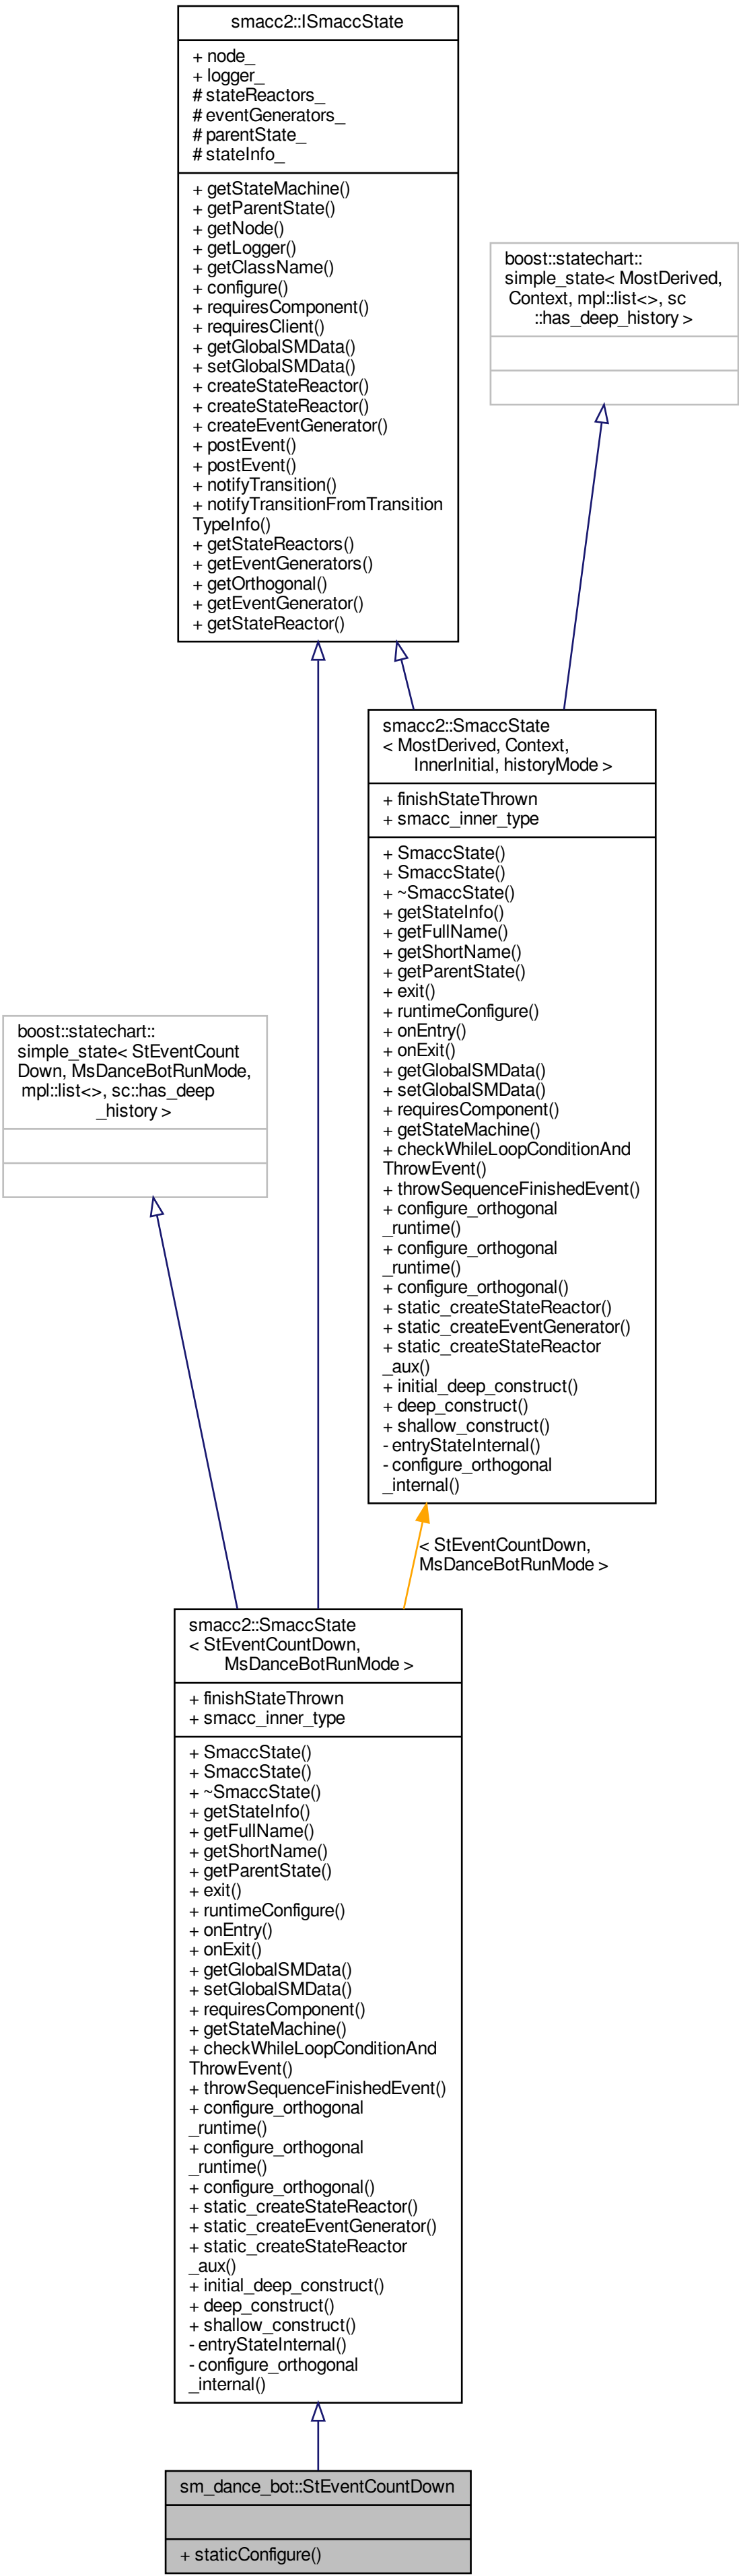 smacc2::ISmaccState
+ node_
+ logger_
# stateReactors_
# eventGenerators_
# parentState_
# stateInfo_
+ getStateMachine()
+ getParentState()
+ getNode()
+ getLogger()
+ getClassName()
+ configure()
+ requiresComponent()
+ requiresClient()
+ getGlobalSMData()
+ setGlobalSMData()
+ createStateReactor()
+ createStateReactor()
+ createEventGenerator()
+ postEvent()
+ postEvent()
+ notifyTransition()
+ notifyTransitionFromTransition
TypeInfo()
+ getStateReactors()
+ getEventGenerators()
+ getOrthogonal()
+ getEventGenerator()
+ getStateReactor()
boost::statechart::
simple_state< MostDerived,
Context, mpl::list<>, sc
::has_deep_history >
smacc2::SmaccState
< MostDerived, Context,
InnerInitial, historyMode >
+ finishStateThrown
+ smacc_inner_type
+ SmaccState()
+ SmaccState()
+ ~SmaccState()
+ getStateInfo()
+ getFullName()
+ getShortName()
+ getParentState()
+ exit()
+ runtimeConfigure()
+ onEntry()
+ onExit()
+ getGlobalSMData()
+ setGlobalSMData()
+ requiresComponent()
+ getStateMachine()
+ checkWhileLoopConditionAnd
ThrowEvent()
+ throwSequenceFinishedEvent()
+ configure_orthogonal
_runtime()
+ configure_orthogonal
_runtime()
+ configure_orthogonal()
+ static_createStateReactor()
+ static_createEventGenerator()
+ static_createStateReactor
_aux()
+ initial_deep_construct()
+ deep_construct()
+ shallow_construct()
- entryStateInternal()
- configure_orthogonal
_internal()
boost::statechart::
simple_state< StEventCount
Down, MsDanceBotRunMode,
mpl::list<>, sc::has_deep
_history >
< StEventCountDown,
MsDanceBotRunMode >
smacc2::SmaccState
< StEventCountDown,
MsDanceBotRunMode >
+ finishStateThrown
+ smacc_inner_type
+ SmaccState()
+ SmaccState()
+ ~SmaccState()
+ getStateInfo()
+ getFullName()
+ getShortName()
+ getParentState()
+ exit()
+ runtimeConfigure()
+ onEntry()
+ onExit()
+ getGlobalSMData()
+ setGlobalSMData()
+ requiresComponent()
+ getStateMachine()
+ checkWhileLoopConditionAnd
ThrowEvent()
+ throwSequenceFinishedEvent()
+ configure_orthogonal
_runtime()
+ configure_orthogonal
_runtime()
+ configure_orthogonal()
+ static_createStateReactor()
+ static_createEventGenerator()
+ static_createStateReactor
_aux()
+ initial_deep_construct()
+ deep_construct()
+ shallow_construct()
- entryStateInternal()
- configure_orthogonal
_internal()
sm_dance_bot::StEventCountDown
+ staticConfigure()